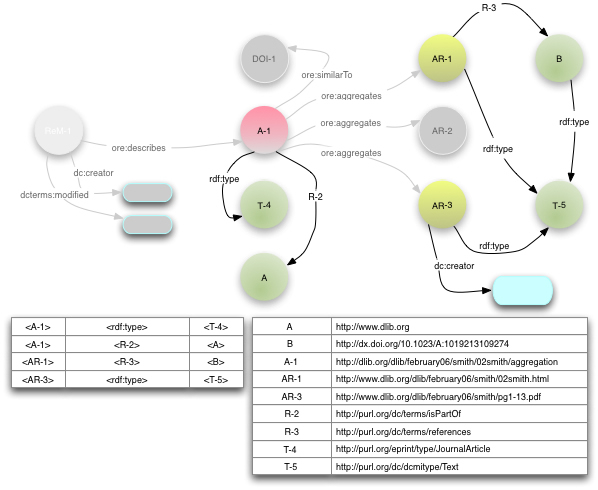 R-3
DOI-1
AR-1
B
ore:similarTo
ore:aggregates
ReM-1
A-1
ore:aggregates
AR-2
rdf:type
ore:describes
rdf:type
ore:aggregates
dc:creator
rdf:type
dcterms:modified
R-2
T-4
AR-3
T-5
rdf:type
dc:creator
A
<A-1> <rdf:type> <T-4>
<A-1> <R-2> <A>
<AR-1> <R-3> <B>
<AR-3> <rdf:type> <T-5>
A http://www.dlib.org
B http://dx.doi.org/10.1023/A:1019213109274
A-1 http://dlib.org/dlib/february06/smith/02smith/aggregation
AR-1 http://www.dlib.org/dlib/february06/smith/02smith.html
AR-3 http://www.dlib.org/dlib/february06/smith/pg1-13.pdf
R-2 http://purl.org/dc/terms/isPartOf
R-3 http://purl.org/dc/terms/references
T-4 http://purl.org/eprint/type/JournalArticle
T-5 http://purl.org/dc/dcmitype/Text